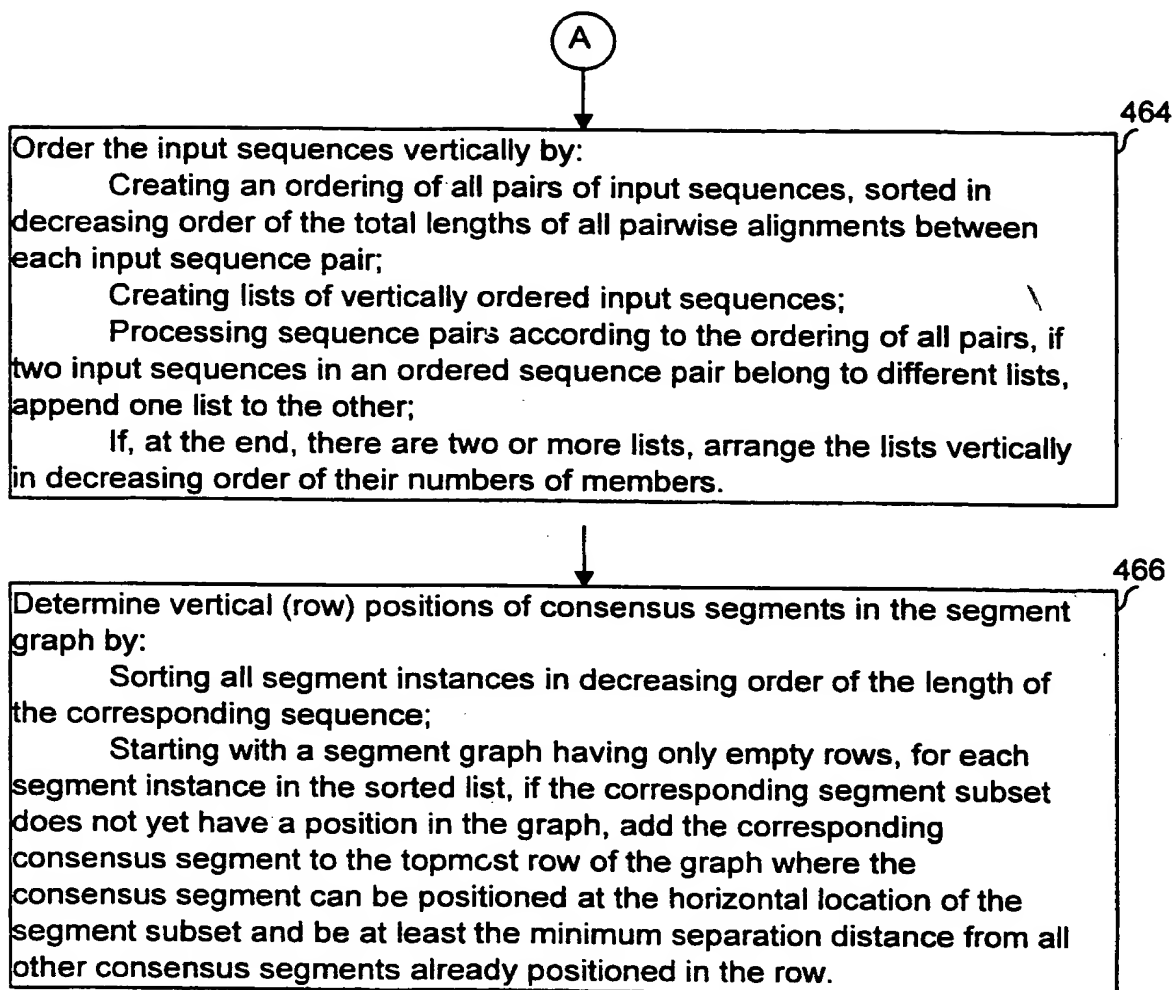 A
464
Order the input sequences vertically by:
Creating an ordering of all pairs of input sequences, sorted in
decreasing order of the total lengths of all pairwise alignments between
each input sequence pair;
Creating lists of vertically ordered input sequences;
Processing sequence pairs according to the ordering of all pairs, if
two input sequences in an ordered sequence pair belong to different lists,
append one list to the other;
If, at the end, there are two or more lists, arrange the lists vertically
in decreasing order of their numbers of members.
466
Determine vertical (row) positions of consensus segments in the segment
graph by:
Sorting all segment instances in decreasing order of the length of
the corresponding sequence;
Starting with a segment graph having only empty rows, for each
segment instance in the sorted list, if the corresponding segment subset
does not yet have a position in the graph, add the corresponding
consensus segment to the topmost row of the graph where the
consensus segment can be positioned at the horizontal location of the
segment subset and be at least the minimum separation distance from all
other consensus segments already positioned in the row.